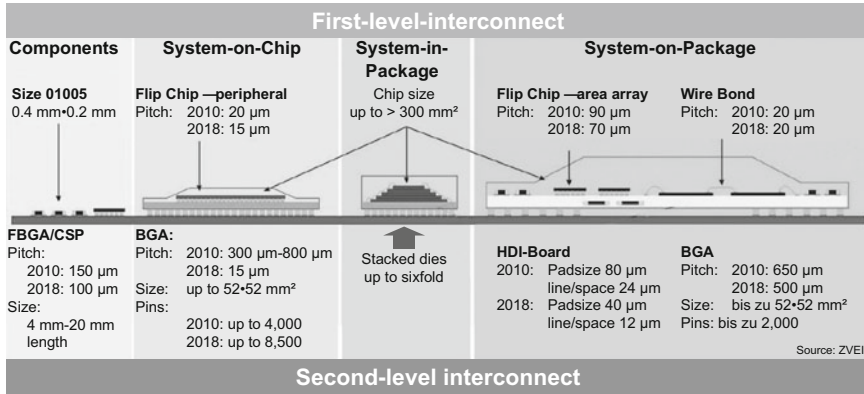 First-level-interconnect
Components
Size 01005
0.4 mm•0.2 mm
FBGA/CSP
Pitch:
2010: 150 µm
2018: 100 µm
Size:
4 mm-20 mm
length
System-on-Chip
Flip Chip —peripheral
Pitch: 2010: 20 µm
2018: 15 µm
BGA:
Pitch: 2010: 300 µm-800 µm
2018: 15 µm
Size: up to 52•52 mm²
Pins:
2010: up to 4,000
2018: up to 8,500
System-in-
Package
Chip size
up to > 300 mm²
Stacked dies
up to sixfold
System-on-Package
Flip Chip —area array
Pitch: 2010: 90 µm
2018: 70 µm
Wire Bond
Pitch: 2010: 20 µm
2018: 20 µm
HDI-Board
2010: Padsize 80 µm
line/space 24 µm
2018: Padsize 40 µm
line/space 12 µm
BGA
Pitch: 2010: 650 µm
2018: 500 µm
Size: bis zu 52•52 mm²
Pins: bis zu 2,000
Source: ZVEI
Second-level interconnect